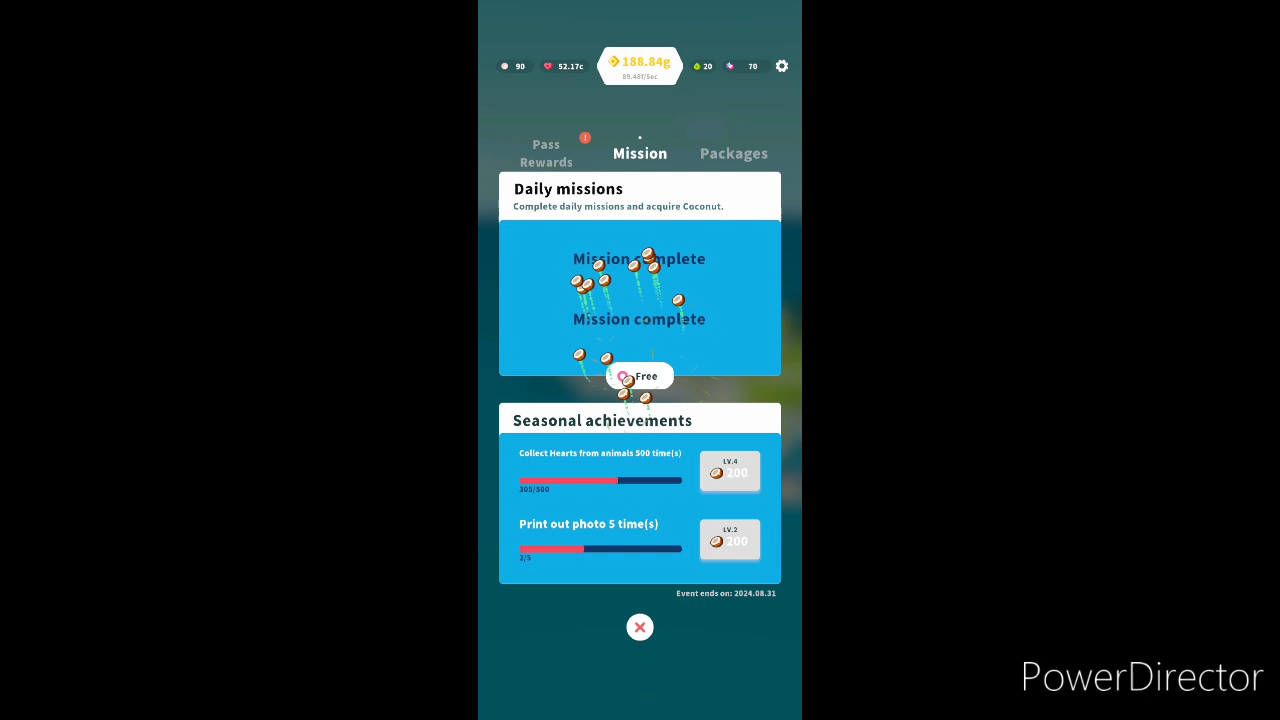 90
52.17c
188.84g
89.48f/Sec
20
70
Pass
Rewards
!
Mission
Packages
Daily missions
Complete daily missions and acquire Coconut.
Mission complete
Mission complete
Free
Seasonal achievements
Collect Hearts from animals 500 time(s)
305/500
LV.4
200
Print out photo 5 time(s)
2/5
LV.2
200
Event ends on: 2024.08.31
PowerDirector